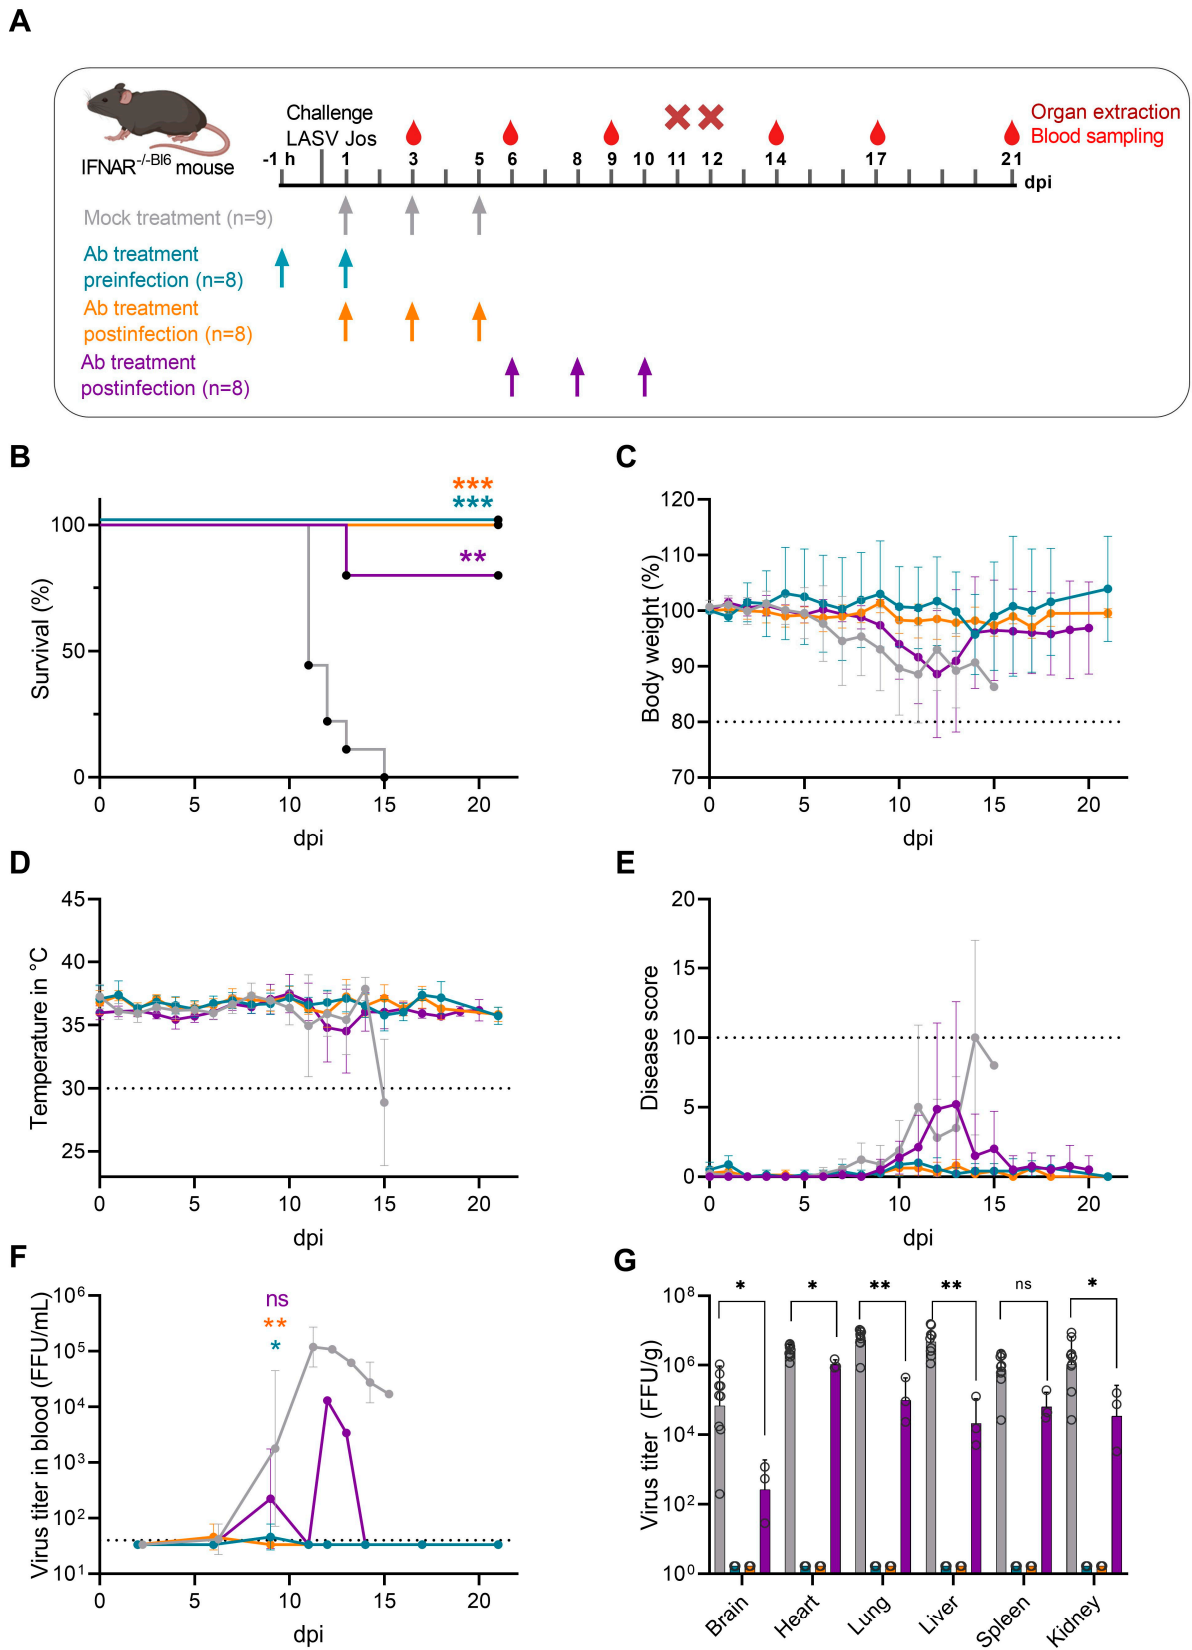 A
Challenge
LASV Jos
Organ extraction
Blood sampling
IFNAR-/-Bl6 mouse
-1 h 1 3 5 6 8 9 10 11 12 14 17 21
dpi
Mock treatment (n=9)
Ab treatment
preinfection (n=8)
Ab treatment
postinfection (n=8)
Ab treatment
postinfection (n=8)
B
Survival (%)
100
50
0
0 5 10 15 20
dpi
***
***
**
C
Body weight (%)
120
110
100
90
80
70
0 5 10 15 20
dpi
D
Temperature in °C
45
40
35
30
25
0 5 10 15 20
dpi
E
Disease score
20
15
10
5
0
0 5 10 15 20
dpi
F
Virus titer in blood (FFU/mL)
10⁶
10⁵
10⁴
10³
10²
10¹
0 5 10 15 20
dpi
ns
**
*
G
Virus titer (FFU/g)
10⁸
10⁶
10⁴
10²
10⁰
* * ** ** ns *
Brain Heart Lung Liver Spleen Kidney